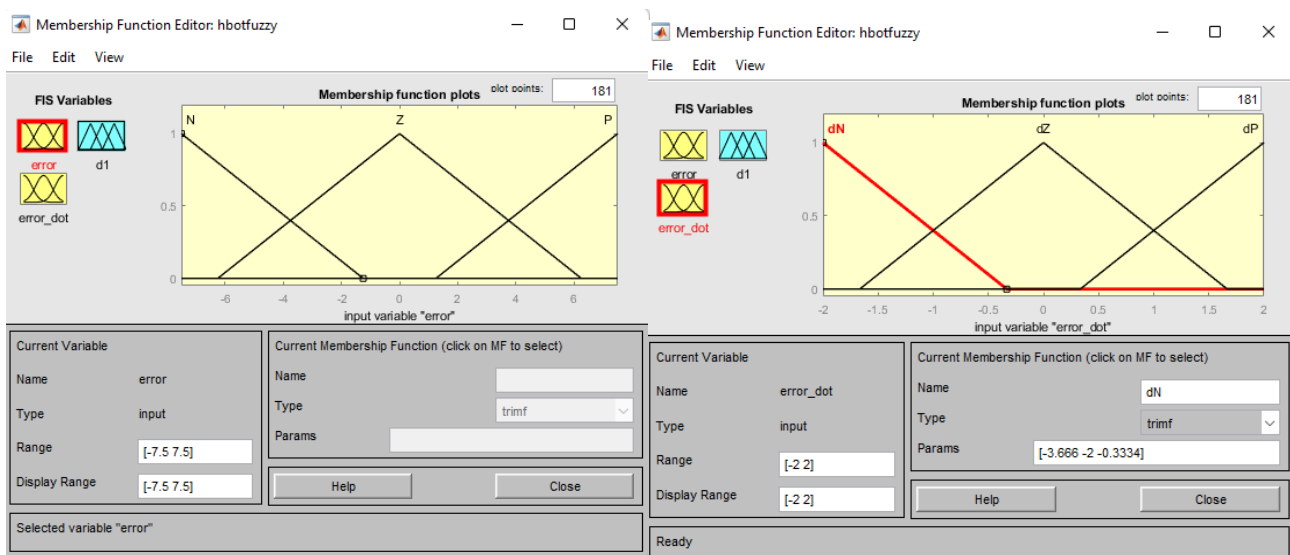 Membership Function Editor: hbotfuzzy
File Edit View
FIS Variables
error
d1
error_dot
Membership function plots plot points: 181
N Z P
1
0.5
0
-6 -4 -2 0 2 4 6
input variable "error"
Current Variable
Name error
Type input
Range [-7.5 7.5]
Display Range [-7.5 7.5]
Current Membership Function (click on MF to select)
Name
Type trimf
Params
Help Close
Selected variable "error"
Membership Function Editor: hbotfuzzy
File Edit View
FIS Variables
error
d1
error_dot
Membership function plots plot points: 181
dN dZ dP
1
0.5
0
-2 -1.5 -1 -0.5 0 0.5 1 1.5 2
input variable "error_dot"
Current Variable
Name error_dot
Type input
Range [-2 2]
Display Range [-2 2]
Current Membership Function (click on MF to select)
Name dN
Type trimf
Params [-3.666 -2 -0.3334]
Help Close
Ready